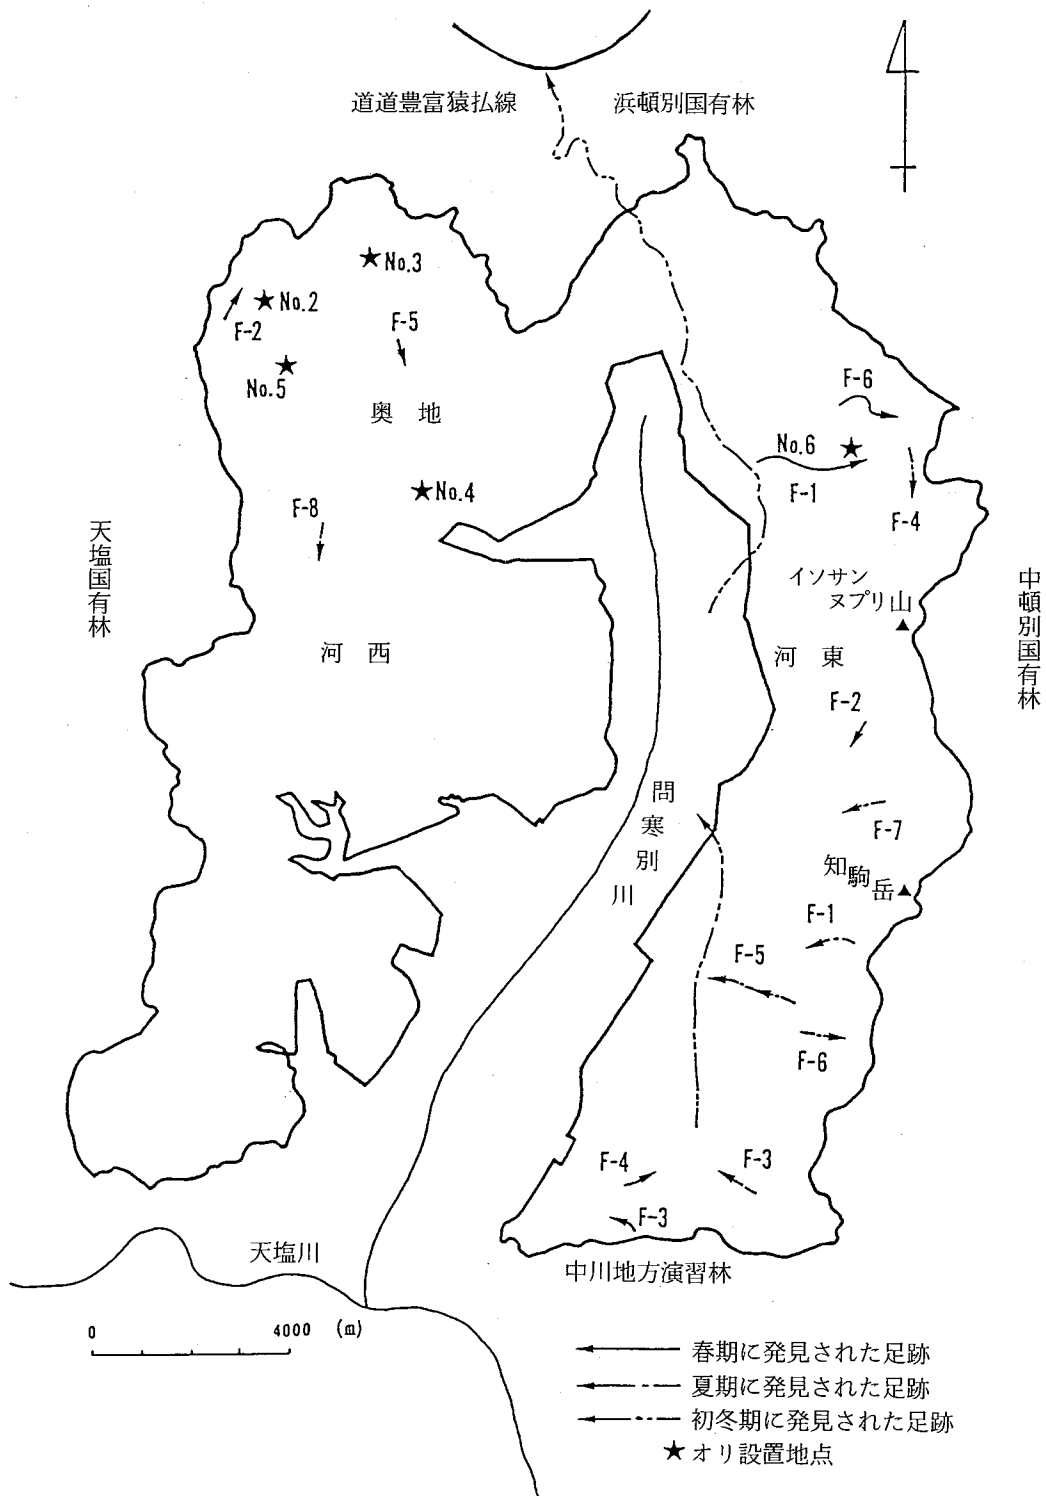 道道豊富猿払線
浜頓別国有林
No.3
No.2
F-2
F-5
No.5
奥地
F-6
No.6
F-1
No.4
F-8
F-4
天塩国有林
イソサン
ヌプリ山
中頓別国有林
河西
河東
F-2
問寒別川
F-7
知駒岳
F-1
F-5
F-6
F-4
F-3
F-3
天塩川
中川地方演習林
0 4000 (m)
春期に発見された足跡
夏期に発見された足跡
初冬期に発見された足跡
オリ設置地点